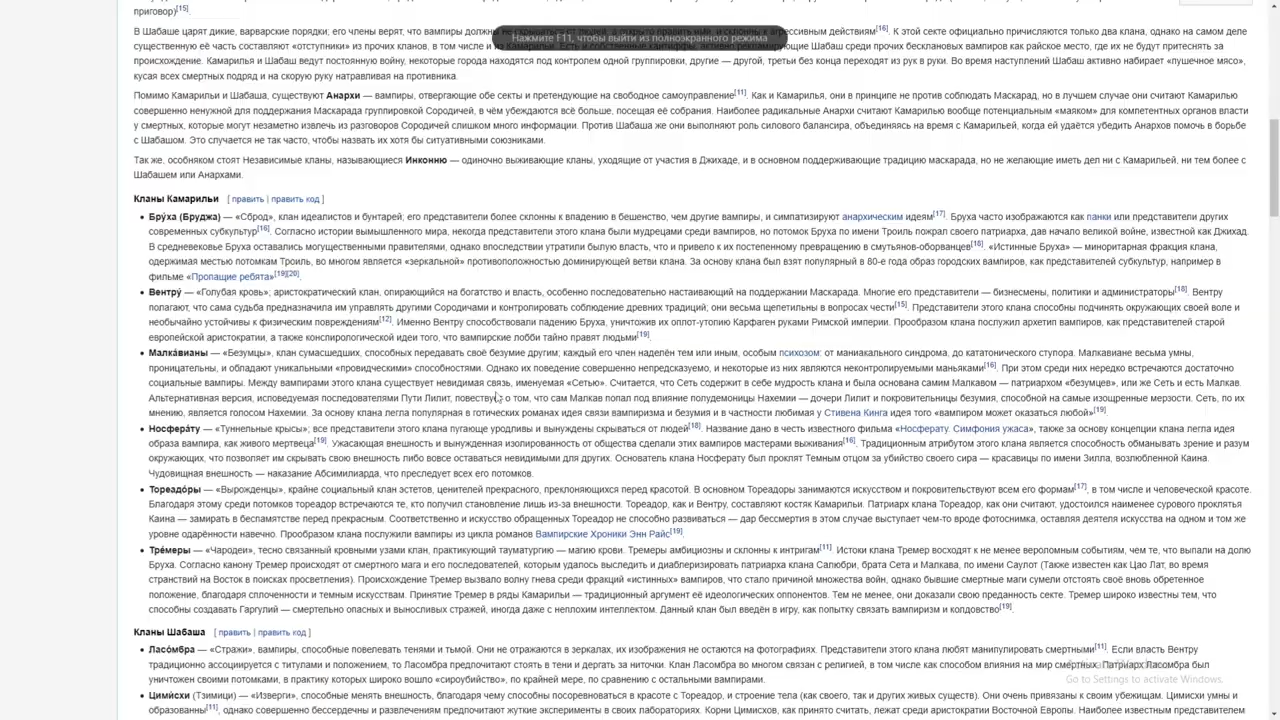 приговор)[15].
Нажмите F11, чтобы выйти из полноэкранного режима
В Шабаше царят дикие, варварские порядки; его члены верят, что вампиры должны не скрываться от людей, а открыто править ими, и склонны к агрессивным действиям[16]. К этой секте официально причисляются только два клана, однако на самом деле
существенную её часть составляют «отступники» из прочих кланов, в том числе и из Камарильи. Есть и собственные каитиффы, активно рекламирующие Шабаш среди прочих бесклановых вампиров как райское место, где их не будут притеснять за
происхождение. Камарилья и Шабаш ведут постоянную войну, некоторые города находятся под контролем одной группировки, другие — другой, третьи без конца переходят из рук в руки. Во время наступлений Шабаш активно набирает «пушечное мясо»,
кусая всех смертных подряд и на скорую руку натравливая на противника.
Помимо Камарильи и Шабаша, существуют Анархи — вампиры, отвергающие обе секты и претендующие на свободное самоуправление[11]. Как и Камарилья, они в принципе не против соблюдать Маскарад, но в лучшем случае они считают Камарилью
совершенно ненужной для поддержания Маскарада группировкой Сородичей, в чём убеждаются всё больше, посещая её собрания. Наиболее радикальные Анархи считают Камарилью вообще потенциальным «маяком» для компетентных органов власти
у смертных, которые могут незаметно извлечь из разговоров Сородичей слишком много информации. Против Шабаша же они выполняют роль силового балансира, объединяясь на время с Камарильей, когда ей удаётся убедить Анархов помочь в борьбе
с Шабашом. Это случается не так часто, чтобы назвать их хотя бы ситуативными союзниками.
Так же, особняком стоят Независимые кланы, называющиеся Инконню — одиночно выживающие кланы, уходящие от участия в Джихаде, и в основном поддерживающие традицию маскарада, но не желающие иметь дел ни с Камарильей, ни тем более с
Шабашем или Анархами.
Кланы Камарильи [ править | править код ]
• Бру́ха (Бруджа) — «Сброд», клан идеалистов и бунтарей; его представители более склонны к впадению в бешенство, чем другие вампиры, и симпатизируют анархическим идеям[17]. Бруха часто изображаются как панки или представители других
современных субкультур[16]. Согласно истории вымышленного мира, некогда представители этого клана были мудрецами среди вампиров, но потомок Бруха по имени Троиль пожрал своего патриарха, дав начало великой войне, известной как Джихад.
В средневековье Бруха оставались могущественными правителями, однако впоследствии утратили былую власть, что и привело к их постепенному превращению в смутьянов-оборванцев[18]. «Истинные Бруха» — миноритарная фракция клана,
одержимая местью потомкам Троиль, во многом является «зеркальной» противоположностью доминирующей ветви клана. За основу клана был взят популярный в 80-е года образ городских вампиров, как представителей субкультур, например в
фильме «Пропащие ребята»[19][20].
• Вентру́ — «Голубая кровь»; аристократический клан, опирающийся на богатство и власть, особенно последовательно настаивающий на поддержании Маскарада. Многие его представители — бизнесмены, политики и администраторы[18]. Вентру
полагают, что сама судьба предназначила им управлять другими Сородичами и контролировать соблюдение древних традиций; они весьма щепетильны в вопросах чести[15]. Представители этого клана способны подчинять окружающих своей воле и
необычайно устойчивы к физическим повреждениям[12]. Именно Вентру способствовали падению Бруха, уничтожив их оплот-утопию Карфаген руками Римской империи. Прообразом клана послужил архетип вампиров, как представителей старой
европейской аристократии, а также конспирологической идеи того, что вампирские лобби тайно правят людьми[19].
• Малка́вианы — «Безумцы», клан сумасшедших, способных передавать своё безумие другим; каждый его член наделён тем или иным, особым психозом: от маниакального синдрома, до кататонического ступора. Малкавиане весьма умны,
проницательны, и обладают уникальными «провидческими» способностями. Однако их поведение совершенно непредсказуемо, и некоторые из них являются неконтролируемыми маньяками[16]. При этом среди них нередко встречаются достаточно
социальные вампиры. Между вампирами этого клана существует невидимая связь, именуемая «Сетью». Считается, что Сеть содержит в себе мудрость клана и была основана самим Малкавом — патриархом «безумцев», или же Сеть и есть Малкав.
Альтернативная версия, исповедуемая последователями Пути Лилит, повествует о том, что сам Малкав попал под влияние полудемоницы Нахемии — дочери Лилит и покровительницы безумия, способной на самые изощренные мерзости. Сеть, по их
мнению, является голосом Нахемии. За основу клана легла популярная в готических романах идея связи вампиризма и безумия и в частности любимая у Стивена Кинга идея того «вампиром может оказаться любой»[19].
• Носфера́ту — «Туннельные крысы»; все представители этого клана пугающе уродливы и вынуждены скрываться от людей[18]. Название дано в честь известного фильма «Носферату. Симфония ужаса», также за основу концепции клана легла идея
образа вампира, как живого мертвеца[19]. Ужасающая внешность и вынужденная изолированность от общества сделали этих вампиров мастерами выживания[16]. Традиционным атрибутом этого клана является способность обманывать зрение и разум
окружающих, что позволяет им скрывать свою внешность либо вовсе оставаться невидимыми для других. Основатель клана Носферату был проклят Темным отцом за убийство своего сира — красавицы по имени Зилла, возлюбленной Каина.
Чудовищная внешность — наказание Абсимилиарда, что преследует всех его потомков.
• Тореадо́ры — «Вырожденцы», крайне социальный клан эстетов, ценителей прекрасного, преклоняющихся перед красотой. В основном Тореадоры занимаются искусством и покровительствуют всем его формам[17], в том числе и человеческой красоте.
Благодаря этому среди потомков тореадор встречаются те, кто получил становление лишь из-за внешности. Тореадор, как и Вентру, составляют костяк Камарильи. Патриарх клана Тореадор, как они считают, удостоился наименее сурового проклятья
Каина — замирать в беспамятстве перед прекрасным. Соответственно и искусство обращенных Тореадор не способно развиваться — дар бессмертия в этом случае выступает чем-то вроде фотоснимка, оставляя деятеля искусства на одном и том же
уровне одарённости навечно. Прообразом клана послужили вампиры из цикла романов Вампирские Хроники Энн Райс[19].
• Тре́меры — «Чародеи», тесно связанный кровными узами клан, практикующий тауматургию — магию крови. Тремеры амбициозны и склонны к интригам[11]. Истоки клана Тремер восходят к не менее вероломным событиям, чем те, что выпали на долю
Бруха. Согласно канону Тремер происходят от смертного мага и его последователей, которым удалось выследить и диаблеризировать патриарха клана Салюбри, брата Сета и Малкава, по имени Саулот (Также известен как Цао Лат, во время
странствий на Восток в поисках просветления). Происхождение Тремер вызвало волну гнева среди фракций «истинных» вампиров, что стало причиной множества войн, однако бывшие смертные маги сумели отстоять своё вновь обретенное
положение, благодаря сплоченности и темным искусствам. Принятие Тремер в ряды Камарильи — традиционный аргумент её идеологических оппонентов. Тем не менее, они доказали свою преданность секте. Тремер широко известны тем, что
способны создавать Гаргулий — смертельно опасных и выносливых стражей, иногда даже с неплохим интеллектом. Данный клан был введён в игру, как попытку связать вампиризм и колдовство[19].
Кланы Шабаша [ править | править код ]
• Ласо́мбра — «Стражи», вампиры, способные повелевать тенями и тьмой. Они не отражаются в зеркалах, их изображения не остаются на фотографиях. Представители этого клана любят манипулировать смертными[11]. Если власть Вентру
традиционно ассоциируется с титулами и положением, то Ласомбра предпочитают стоять в тени и дергать за ниточки. Клан Ласомбра во многом связан с религией, в том числе как способом влияния на мир смертных. Патриарх Ласомбра был
уничтожен своими потомками, в практику которых широко вошло «сироубийство», по крайней мере, по сравнению с остальными вампирами.
Go to Settings to activate Windows.
• Цими́схи (Тзимици) — «Изверги», способные менять внешность, благодаря чему способны посоревноваться в красоте с Тореадор, и строение тела (как своего, так и других живых существ). Они очень привязаны к своим убежищам. Цимисхи умны и
образованны[11], однако совершенно бессердечны и развлечениям предпочитают жуткие эксперименты в своих лабораториях. Корни Цимисхов, как принято считать, лежат среди аристократии Восточной Европы. Наиболее известным представителем